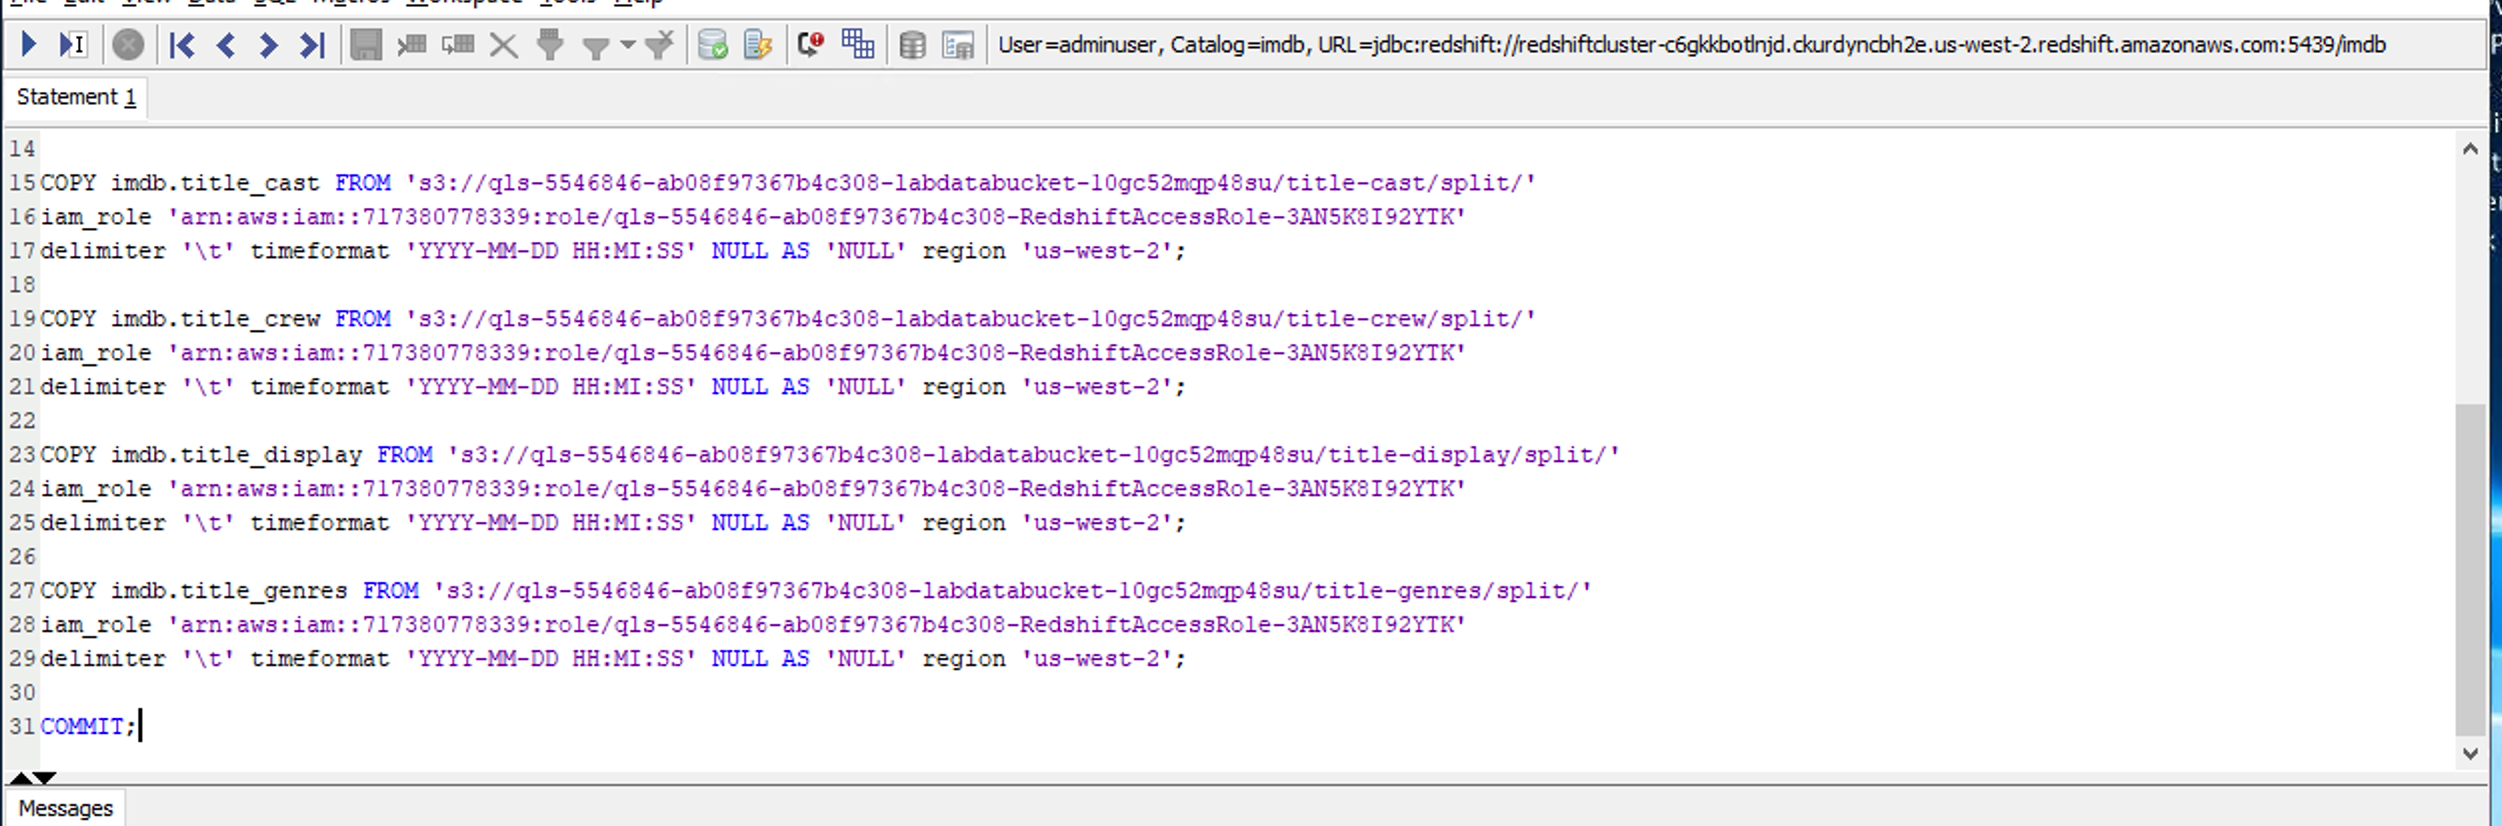 File Edit View Data SQL Macros Workspace Tools Help
User=adminuser, Catalog=imdb, URL=jdbc:redshift://redshiftcluster-c6gkkbotlnjd.ckurdyncbh2e.us-west-2.redshift.amazonaws.com:5439/imdb
Statement 1
14
15 COPY imdb.title_cast FROM 's3://qls-5546846-ab08f97367b4c308-labdatabucket-10gc52mqp48su/title-cast/split/'
16 iam_role 'arn:aws:iam::717380778339:role/qls-5546846-ab08f97367b4c308-RedshiftAccessRole-3AN5K8I92YTK'
17 delimiter '\t' timeformat 'YYYY-MM-DD HH:MI:SS' NULL AS 'NULL' region 'us-west-2';
18
19 COPY imdb.title_crew FROM 's3://qls-5546846-ab08f97367b4c308-labdatabucket-10gc52mqp48su/title-crew/split/'
20 iam_role 'arn:aws:iam::717380778339:role/qls-5546846-ab08f97367b4c308-RedshiftAccessRole-3AN5K8I92YTK'
21 delimiter '\t' timeformat 'YYYY-MM-DD HH:MI:SS' NULL AS 'NULL' region 'us-west-2';
22
23 COPY imdb.title_display FROM 's3://qls-5546846-ab08f97367b4c308-labdatabucket-10gc52mqp48su/title-display/split/'
24 iam_role 'arn:aws:iam::717380778339:role/qls-5546846-ab08f97367b4c308-RedshiftAccessRole-3AN5K8I92YTK'
25 delimiter '\t' timeformat 'YYYY-MM-DD HH:MI:SS' NULL AS 'NULL' region 'us-west-2';
26
27 COPY imdb.title_genres FROM 's3://qls-5546846-ab08f97367b4c308-labdatabucket-10gc52mqp48su/title-genres/split/'
28 iam_role 'arn:aws:iam::717380778339:role/qls-5546846-ab08f97367b4c308-RedshiftAccessRole-3AN5K8I92YTK'
29 delimiter '\t' timeformat 'YYYY-MM-DD HH:MI:SS' NULL AS 'NULL' region 'us-west-2';
30
31 COMMIT;
Messages